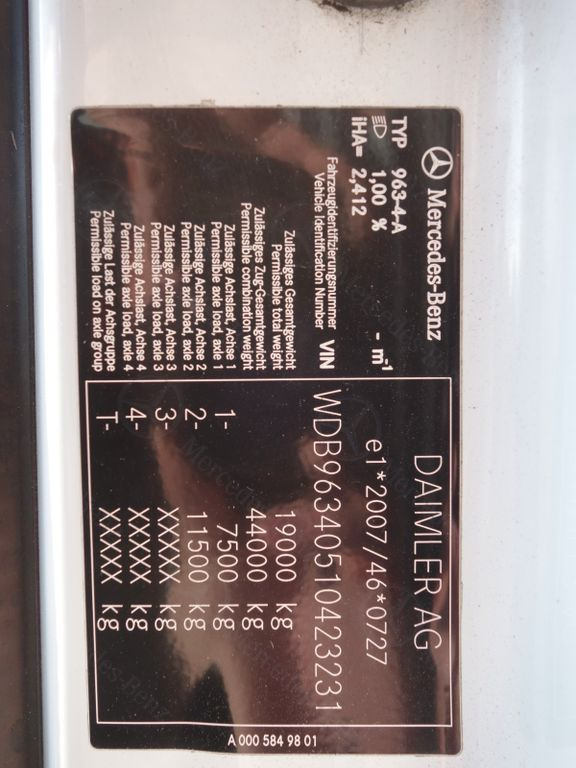 Mercedes-Benz
TYP 963-4-A
1,00 % - m⁻¹
iHA= 2,412
DAIMLER AG
e1*2007/46*0727
Fahrzeugidentifizierungsnummer
Vehicle Identification Number VIN WDB96340510423231
Zulässiges Gesamtgewicht
Permissible total weight 19000 kg
Zulässiges Zug-Gesamtgewicht
Permissible combination weight 44000 kg
Zulässige Achslast, Achse 1
Permissible axle load, axle 1 1- 7500 kg
Zulässige Achslast, Achse 2
Permissible axle load, axle 2 2- 11500 kg
Zulässige Achslast, Achse 3
Permissible axle load, axle 3 3- XXXXX kg
Zulässige Achslast, Achse 4
Permissible axle load, axle 4 4- XXXXX kg
Zulässige Last der Achsgruppe
Permissible load on axle group T- XXXXX kg
A 000 584 98 01